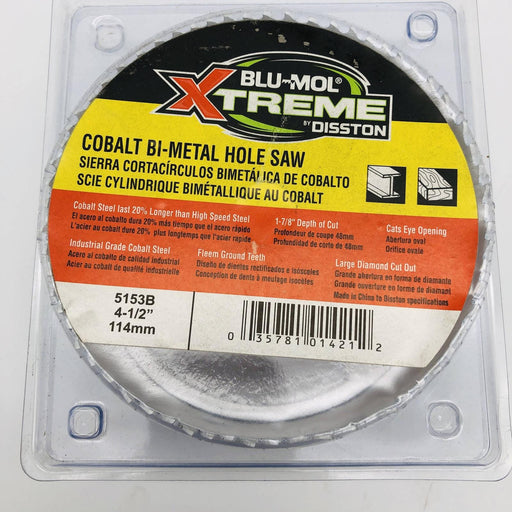 BLU-MOL®
XTREME
BY DISSTON
COBALT BI-METAL HOLE SAW
SIERRA CORTACÍRCULOS BIMETÁLICA DE COBALTO
SCIE CYLINDRIQUE BIMÉTALLIQUE AU COBALT
Cobalt Steel last 20% Longer than High Speed Steel
El acero al cobalto dura 20% más tiempo que el acero rápido
L'acier au cobalt dure 20% plus longtemps que l'acier rapide
1-7/8" Depth of Cut
Profondeur de coupe 48mm
Profundidad de corte de 48mm
Cats Eye Opening
Abertura oval
Orifice ovale
Industrial Grade Cobalt Steel
Acero al cobalto de calidad industrial
Acier au cobalt de qualité industrielle
Fleem Ground Teeth
Diseño de dientes rectificados e isósceles
Conception de dents à meulage isocèles
Large Diamond Cut Out
Grande abertura en forma de diamante
Grande ouverture en forme de diamant
Made in China to Disston specifications
5153B
4-1/2"
114mm
0 35781 01421 2